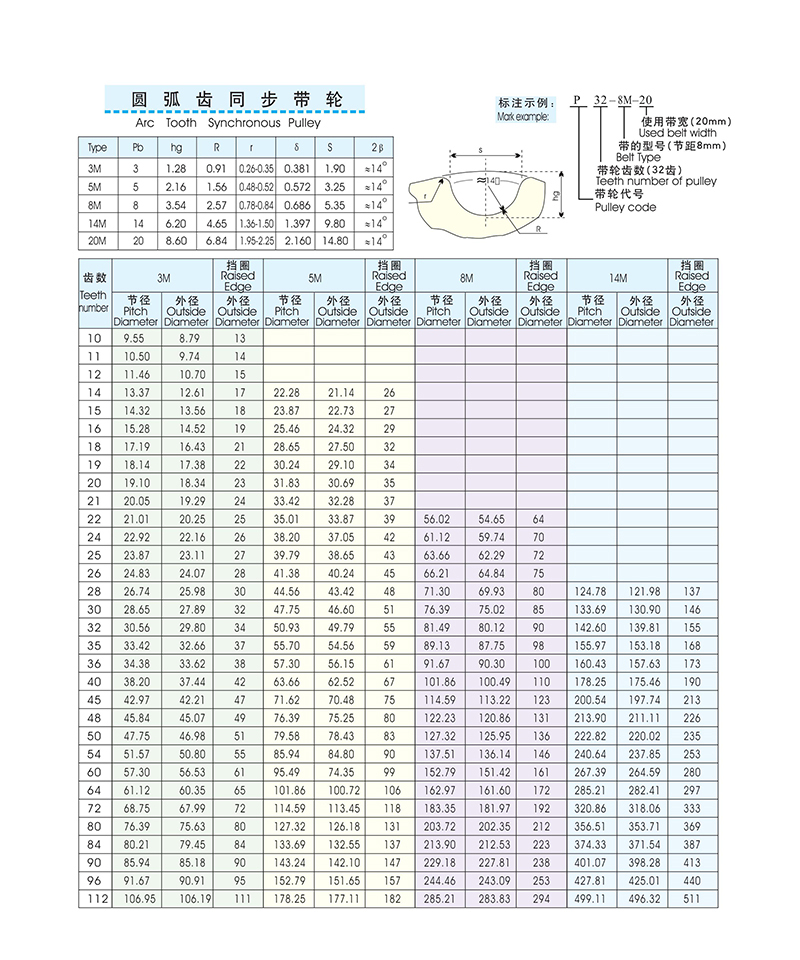 圆弧齿同步带轮
Arc Tooth Synchronous Pulley
标注示例:
Mark example:
P 32-8M-20
使用带宽(20mm)
Used belt width
带的型号(节距8mm)
Belt Type
带轮齿数(32齿)
Teeth number of pulley
带轮代号
Pulley code
Type Pb hg R r δ S 2β
3M 3 1.28 0.91 0.26-0.35 0.381 1.90 ≈14°
5M 5 2.16 1.56 0.48-0.52 0.572 3.25 ≈14°
8M 8 3.54 2.57 0.78-0.84 0.686 5.35 ≈14°
14M 14 6.20 4.65 1.36-1.50 1.397 9.80 ≈14°
20M 20 8.60 6.84 1.95-2.25 2.160 14.80 ≈14°
s
≈14□
r
hg
R
齿数 Teeth number 3M 挡圈 Raised Edge 5M 挡圈 Raised Edge 8M 挡圈 Raised Edge 14M 挡圈 Raised Edge
节径 Pitch Diameter 外径 Outside Diameter 外径 Outside Diameter 节径 Pitch Diameter 外径 Outside Diameter 外径 Outside Diameter 节径 Pitch Diameter 外径 Outside Diameter 外径 Outside Diameter 节径 Pitch Diameter 外径 Outside Diameter 外径 Outside Diameter
10 9.55 8.79 13
11 10.50 9.74 14
12 11.46 10.70 15
14 13.37 12.61 17 22.28 21.14 26
15 14.32 13.56 18 23.87 22.73 27
16 15.28 14.52 19 25.46 24.32 29
18 17.19 16.43 21 28.65 27.50 32
19 18.14 17.38 22 30.24 29.10 34
20 19.10 18.34 23 31.83 30.69 35
21 20.05 19.29 24 33.42 32.28 37
22 21.01 20.25 25 35.01 33.87 39 56.02 54.65 64
24 22.92 22.16 26 38.20 37.05 42 61.12 59.74 70
25 23.87 23.11 27 39.79 38.65 43 63.66 62.29 72
26 24.83 24.07 28 41.38 40.24 45 66.21 64.84 75
28 26.74 25.98 30 44.56 43.42 48 71.30 69.93 80 124.78 121.98 137
30 28.65 27.89 32 47.75 46.60 51 76.39 75.02 85 133.69 130.90 146
32 30.56 29.80 34 50.93 49.79 55 81.49 80.12 90 142.60 139.81 155
35 33.42 32.66 37 55.70 54.56 59 89.13 87.75 98 155.97 153.18 168
36 34.38 33.62 38 57.30 56.15 61 91.67 90.30 100 160.43 157.63 173
40 38.20 37.44 42 63.66 62.52 67 101.86 100.49 110 178.25 175.46 190
45 42.97 42.21 47 71.62 70.48 75 114.59 113.22 123 200.54 197.74 213
48 45.84 45.07 49 76.39 75.25 80 122.23 120.86 131 213.90 211.11 226
50 47.75 46.98 51 79.58 78.43 83 127.32 125.95 136 222.82 220.02 235
54 51.57 50.80 55 85.94 84.80 90 137.51 136.14 146 240.64 237.85 253
60 57.30 56.53 61 95.49 74.35 99 152.79 151.42 161 267.39 264.59 280
64 61.12 60.35 65 101.86 100.72 106 162.97 161.60 172 285.21 282.41 297
72 68.75 67.99 72 114.59 113.45 118 183.35 181.97 192 320.86 318.06 333
80 76.39 75.63 80 127.32 126.18 131 203.72 202.35 212 356.51 353.71 369
84 80.21 79.45 84 133.69 132.55 137 213.90 212.53 223 374.33 371.54 387
90 85.94 85.18 90 143.24 142.10 147 229.18 227.81 238 401.07 398.28 413
96 91.67 90.91 95 152.79 151.65 157 244.46 243.09 253 427.81 425.01 440
112 106.95 106.19 111 178.25 177.11 182 285.21 283.83 294 499.11 496.32 511